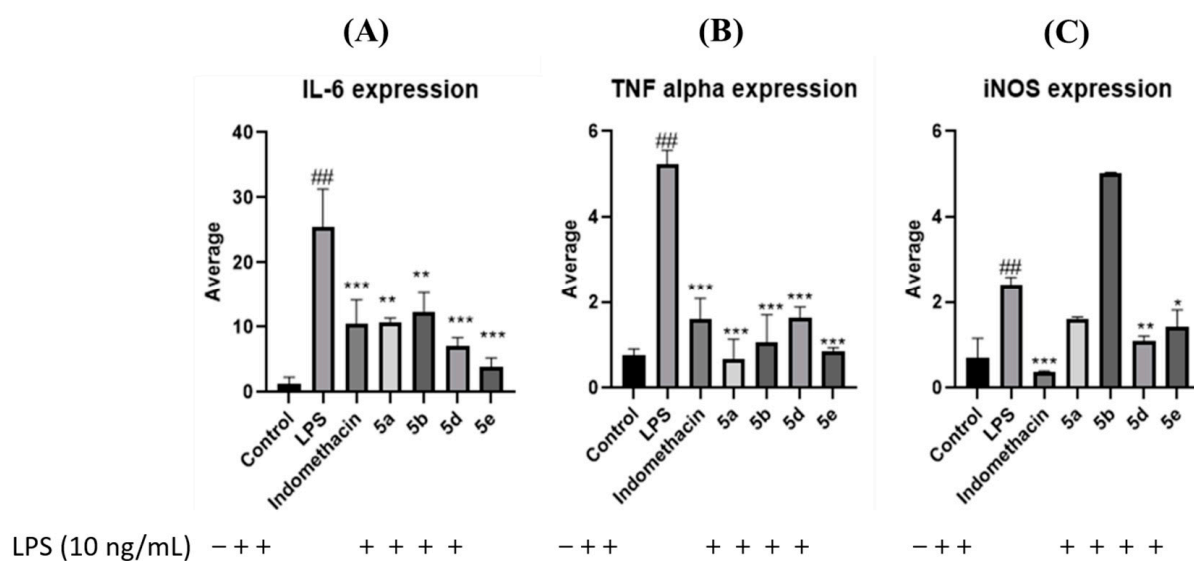 (A)
IL-6 expression
Average
40
30
20
10
0
##
***
**
**
***
***
Control
LPS
Indomethacin
5a
5b
5d
5e
(B)
TNF alpha expression
Average
6
4
2
0
##
***
***
***
***
***
Control
LPS
Indomethacin
5a
5b
5d
5e
(C)
iNOS expression
Average
6
4
2
0
##
***
**
*
Control
LPS
Indomethacin
5a
5b
5d
5e
LPS (10 ng/mL) − + + + + + + − + + + + + + − + + + + + +